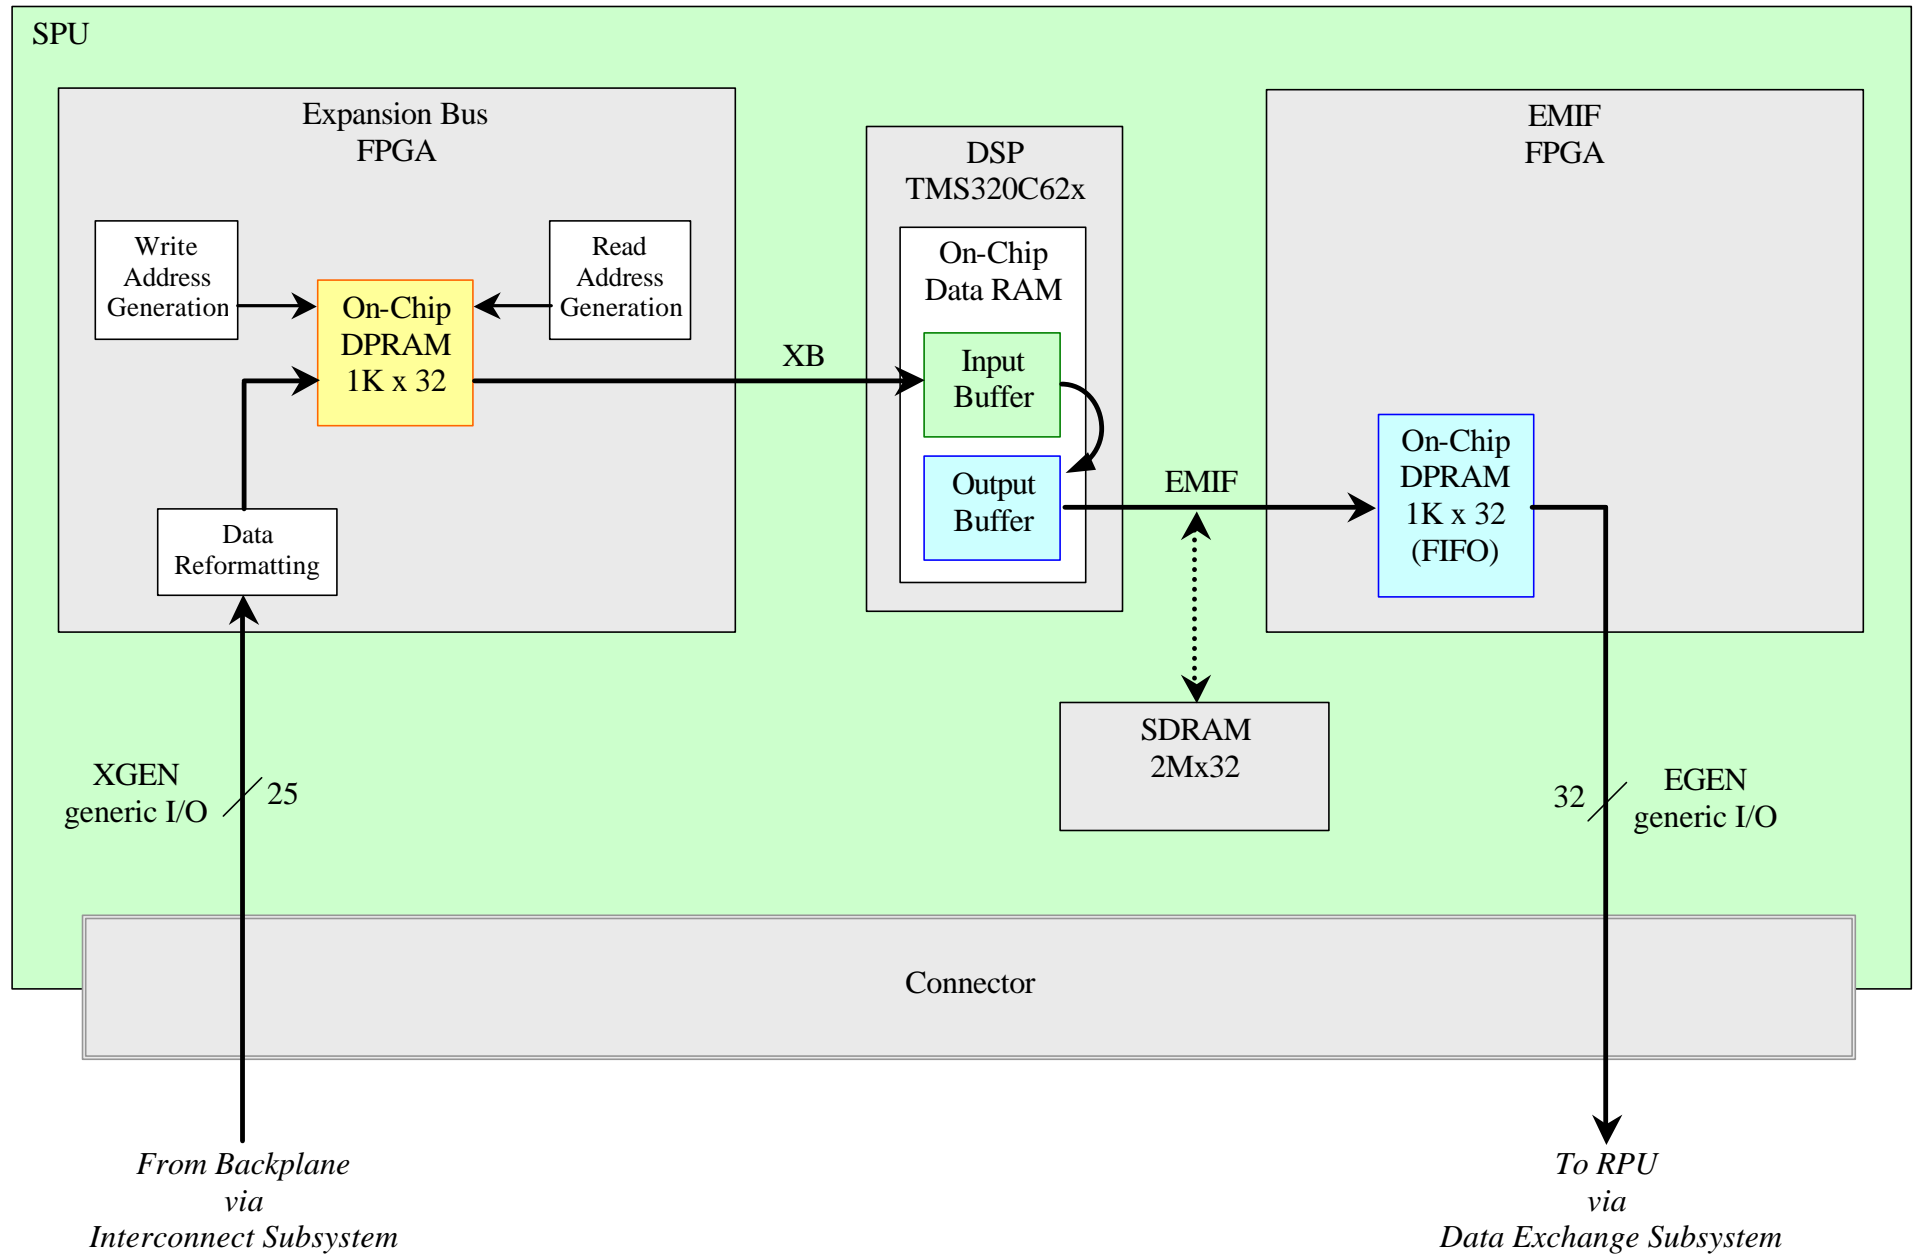 SPU
Expansion Bus
FPGA
Write
Address
Generation
Read
Address
Generation
On-Chip
DPRAM
1K x 32
Data
Reformatting
XB
DSP
TMS320C62x
On-Chip
Data RAM
Input
Buffer
Output
Buffer
EMIF
EMIF
FPGA
On-Chip
DPRAM
1K x 32
(FIFO)
SDRAM
2Mx32
XGEN
generic I/O
25
32
EGEN
generic I/O
Connector
From Backplane
via
Interconnect Subsystem
To RPU
via
Data Exchange Subsystem